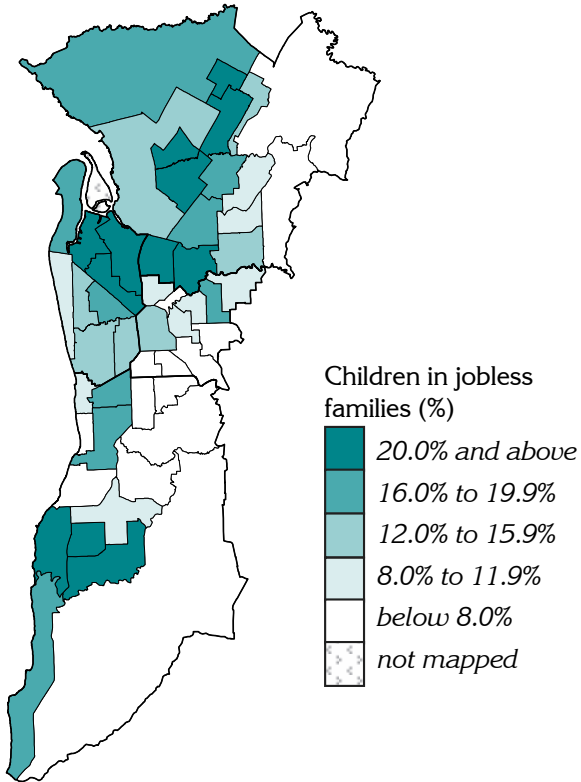 Children in jobless
families (%)
20.0% and above
16.0% to 19.9%
12.0% to 15.9%
8.0% to 11.9%
below 8.0%
not mapped